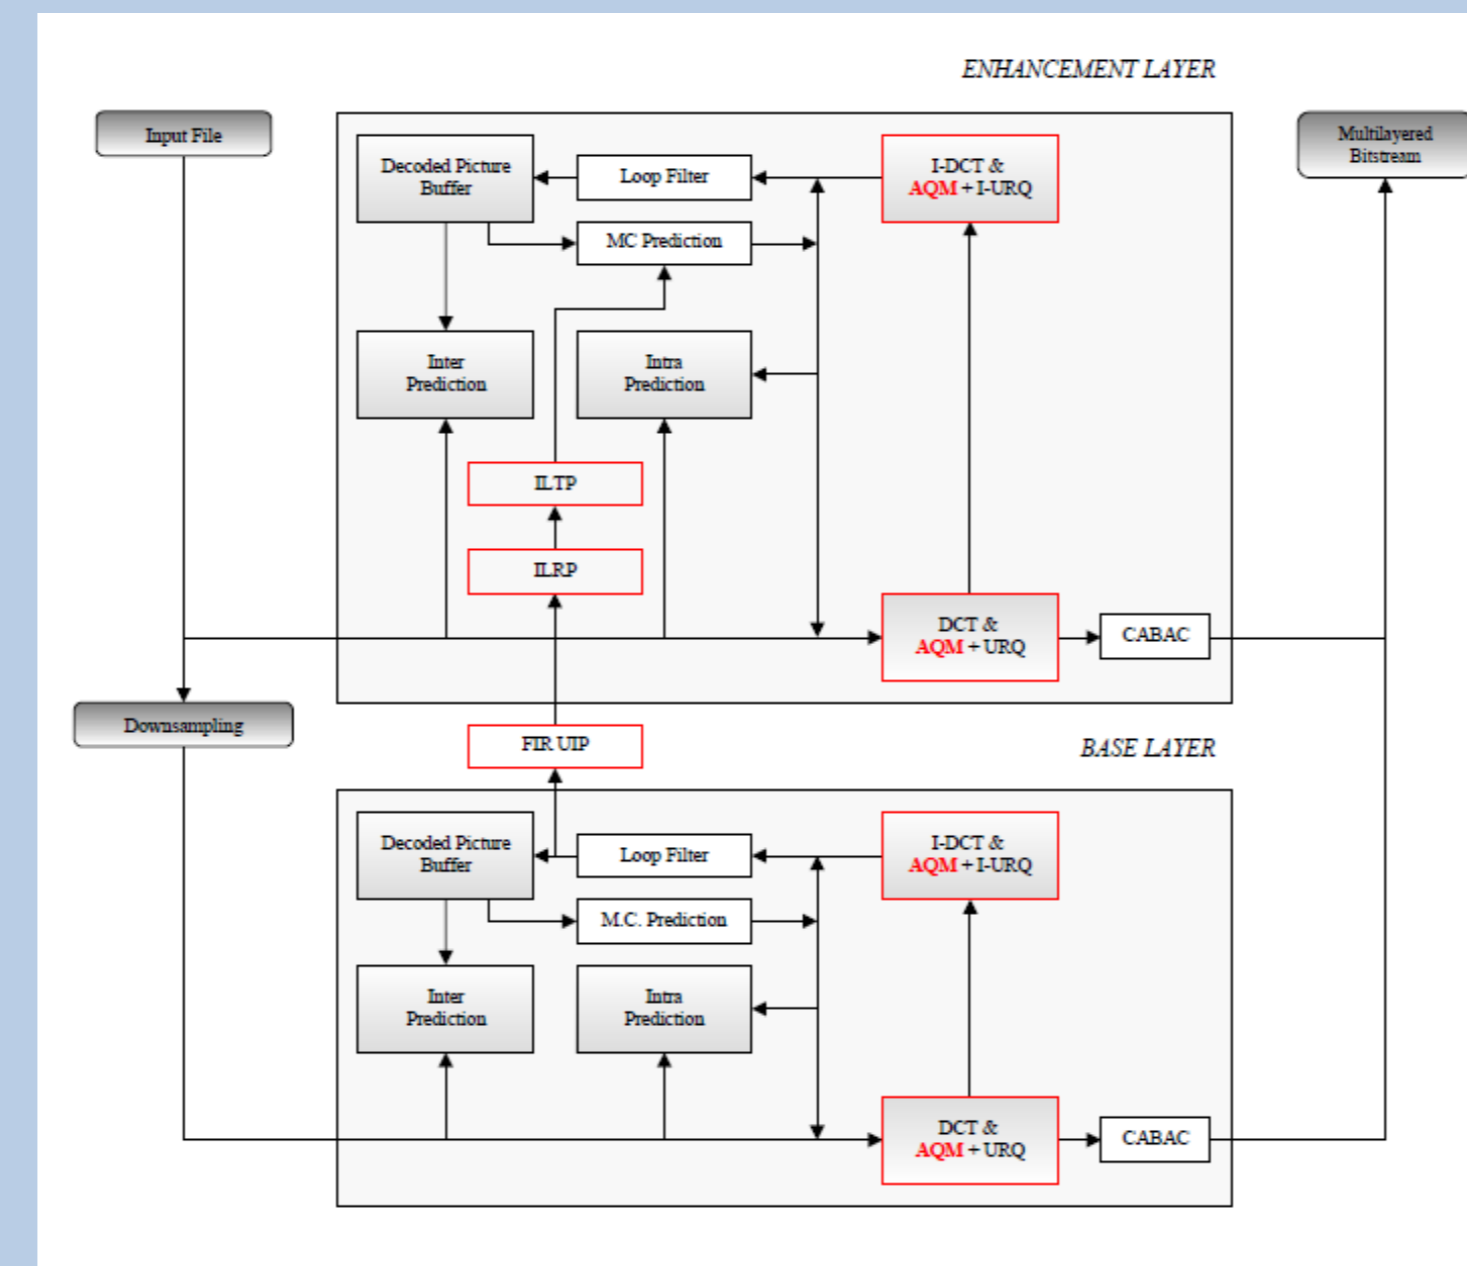 ENHANCEMENT LAYER
Input File
Decoded Picture
Buffer
Loop Filter
I-DCT &
AQM + I-URQ
Multilayered
Bitstream
MC Prediction
Inter
Prediction
Intra
Prediction
ILTP
ILRP
DCT &
AQM + URQ
CABAC
Downsampling
FIR UIP
BASE LAYER
Decoded Picture
Buffer
Loop Filter
I-DCT &
AQM + I-URQ
M.C. Prediction
Inter
Prediction
Intra
Prediction
DCT &
AQM + URQ
CABAC